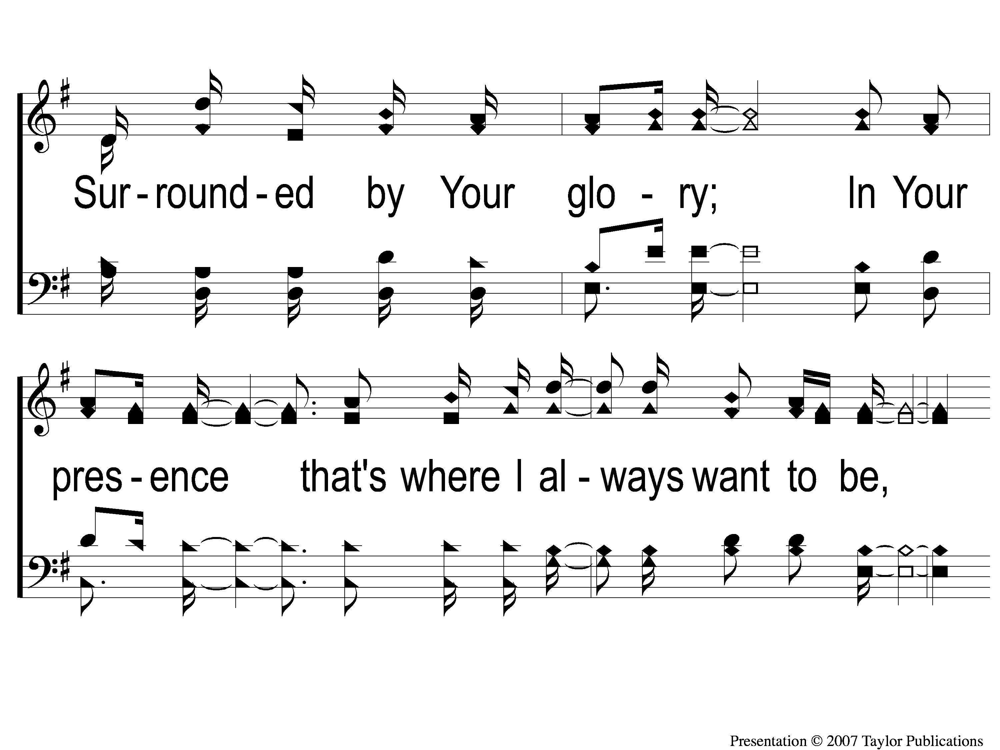 Sur - round - ed by Your glo - ry; In Your
pres - ence that's where I al - ways want to be,
Presentation © 2007 Taylor Publications